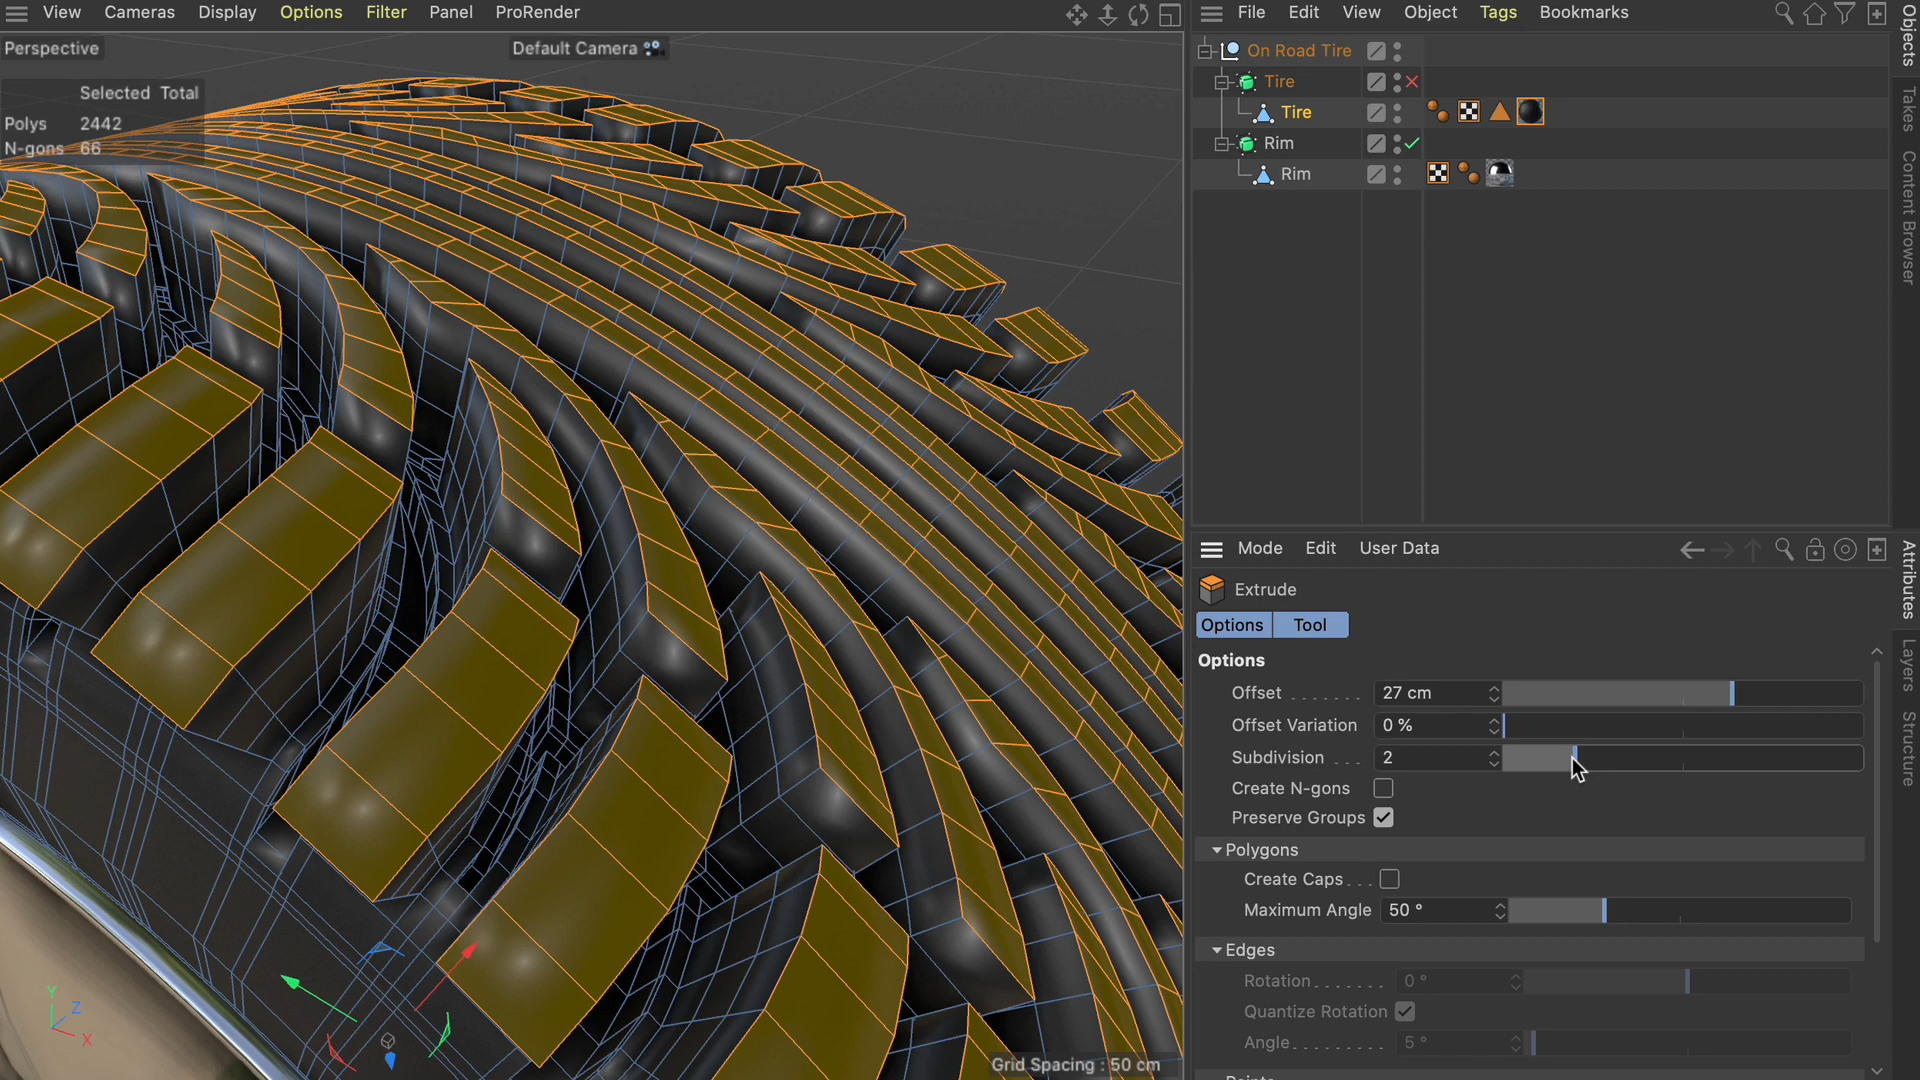 View Cameras Display Options Filter Panel ProRender
Perspective
Default Camera
Selected Total
Polys 2442
N-gons 66
Y
Z
X
Grid Spacing : 50 cm
File Edit View Object Tags Bookmarks
On Road Tire
Tire
Tire
Rim
Rim
Objects
Takes
Content Browser
Mode Edit User Data
Extrude
Options Tool
Options
Offset . . . . . . . 27 cm
Offset Variation 0 %
Subdivision . . . 2
Create N-gons
Preserve Groups
Polygons
Create Caps . . .
Maximum Angle 50 °
Edges
Rotation . . . . . . . 0 °
Quantize Rotation
Angle . . . . . . . . . 5 °
Attributes
Layers
Structure